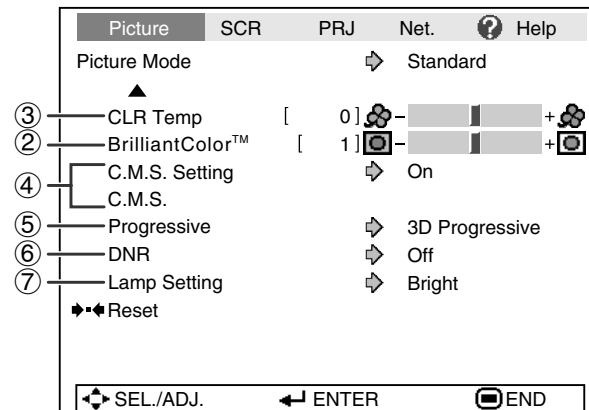 Picture SCR PRJ Net. ? Help
Picture Mode Standard
③ CLR Temp [ 0] – +
② BrilliantColor™ [ 1] – +
④ C.M.S. Setting On
C.M.S.
⑤ Progressive 3D Progressive
⑥ DNR Off
⑦ Lamp Setting Bright
Reset
SEL./ADJ. ENTER END